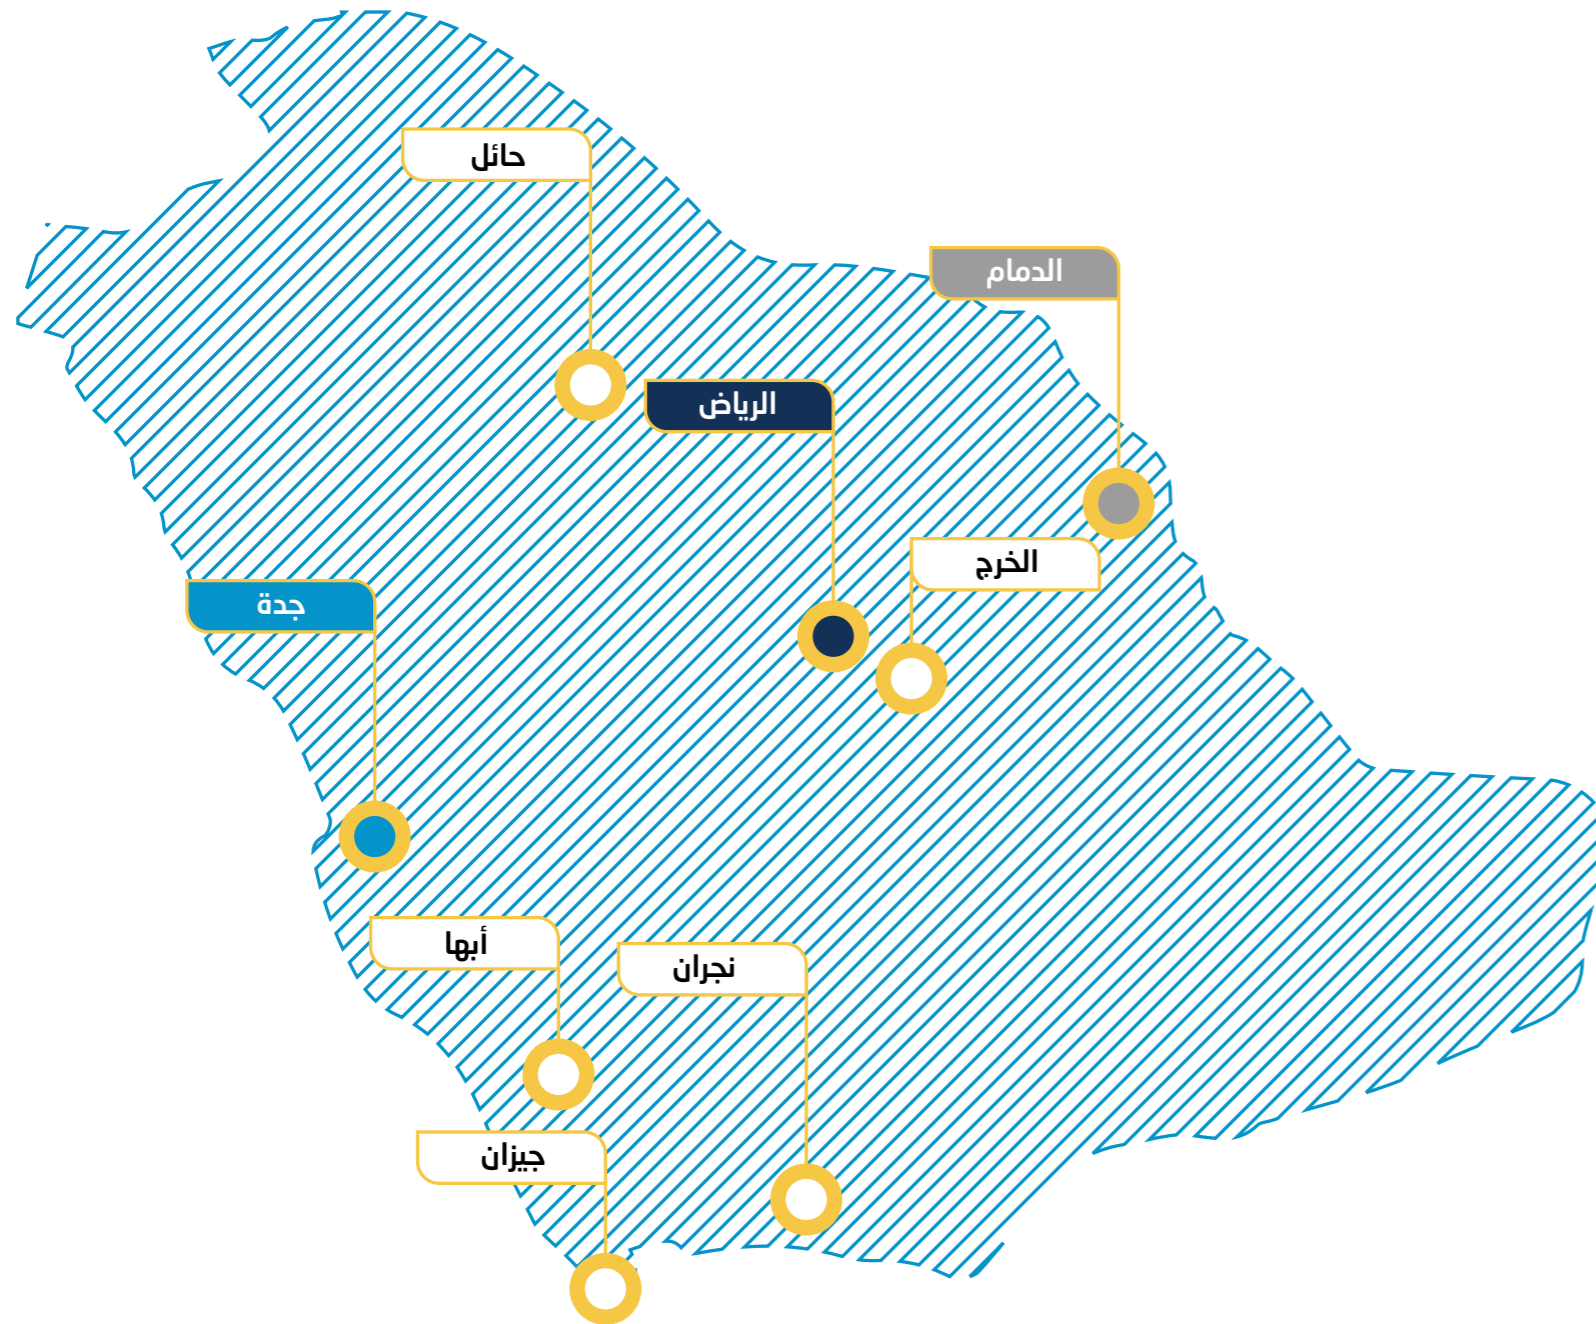 حائل
الدمام
الرياض
الخرج
جدة
أبها
نجران
جيزان